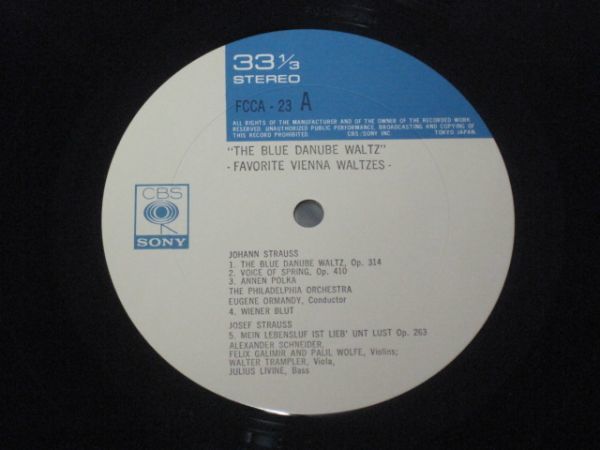 33 1/3
STEREO
FCCA - 23 A
ALL RIGHTS OF THE MANUFACTURER AND OF THE OWNER OF THE RECORDED WORK
RESERVED UNAUTHORIZED PUBLIC PERFORMANCE, BROADCASTING AND COPYING OF
THIS RECORD PROHIBITED CBS/SONY INC TOKYO JAPAN.
"THE BLUE DANUBE WALTZ"
- FAVORITE VIENNA WALTZES -
CBS
SONY
JOHANN STRAUSS
1. THE BLUE DANUBE WALTZ, Op. 314
2. VOICE OF SPRING, Op. 410
3. ANNEN POLKA
THE PHILADELPHIA ORCHESTRA
EUGENE ORMANDY, Conductor
4. WIENER BLUT
JOSEF STRAUSS
5. MEIN LEBENSLUF IST LIEB' UNT LUST Op. 263
ALEXANDER SCHNEIDER,
FELIX GALIMIR AND PAUL WOLFE, Violins;
WALTER TRAMPLER, Viola,
JULIUS LIVINE, Bass